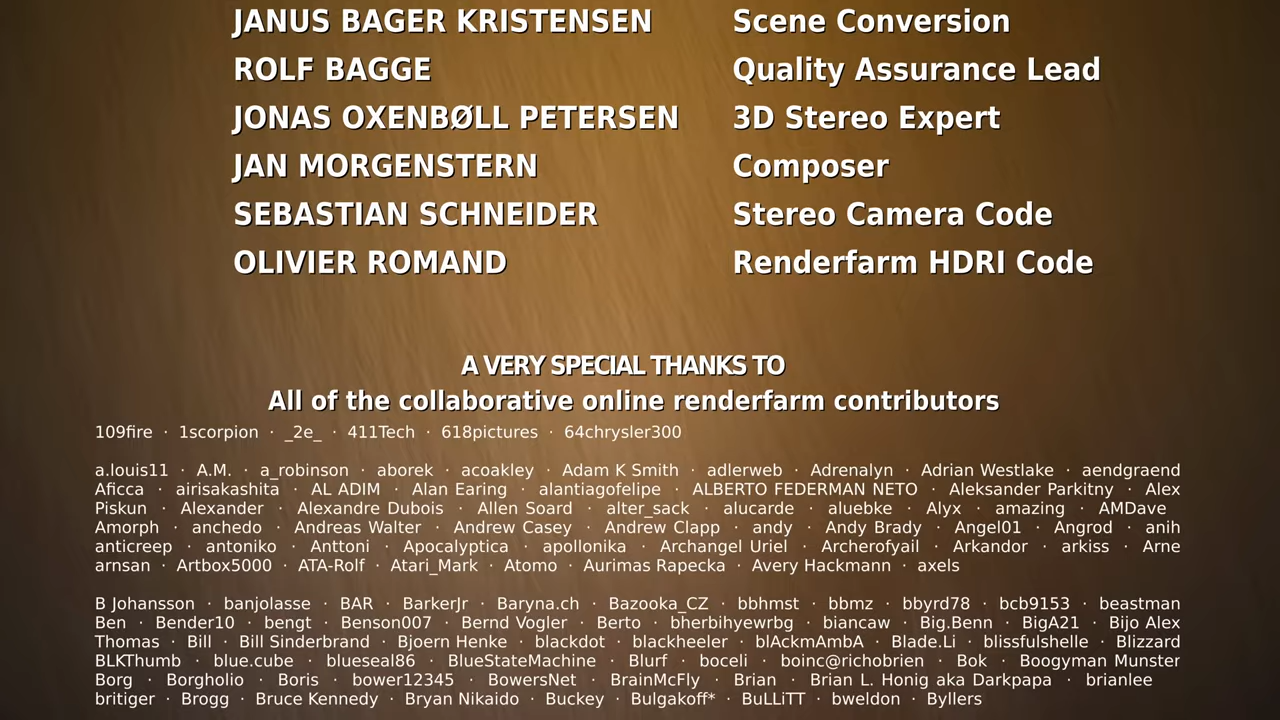 JANUS BAGER KRISTENSEN Scene Conversion
ROLF BAGGE Quality Assurance Lead
JONAS OXENBØLL PETERSEN 3D Stereo Expert
JAN MORGENSTERN Composer
SEBASTIAN SCHNEIDER Stereo Camera Code
OLIVIER ROMAND Renderfarm HDRI Code
A VERY SPECIAL THANKS TO
All of the collaborative online renderfarm contributors
109fire · 1scorpion · _2e_ · 411Tech · 618pictures · 64chrysler300
a.louis11 · A.M. · a_robinson · aborek · acoakley · Adam K Smith · adlerweb · Adrenalyn · Adrian Westlake · aendgraend
Aficca · airisakashita · AL ADIM · Alan Earing · alantiagofelipe · ALBERTO FEDERMAN NETO · Aleksander Parkitny · Alex
Piskun · Alexander · Alexandre Dubois · Allen Soard · alter_sack · alucarde · aluebke · Alyx · amazing · AMDave
Amorph · anchedo · Andreas Walter · Andrew Casey · Andrew Clapp · andy · Andy Brady · Angel01 · Angrod · anih
anticreep · antoniko · Anttoni · Apocalyptica · apollonika · Archangel Uriel · Archerofyail · Arkandor · arkiss · Arne
arnsan · Artbox5000 · ATA-Rolf · Atari_Mark · Atomo · Aurimas Rapecka · Avery Hackmann · axels
B Johansson · banjolasse · BAR · BarkerJr · Baryna.ch · Bazooka_CZ · bbhmst · bbmz · bbyrd78 · bcb9153 · beastman
Ben · Bender10 · bengt · Benson007 · Bernd Vogler · Berto · bherbihyewrbg · biancaw · Big.Benn · BigA21 · Bijo Alex
Thomas · Bill · Bill Sinderbrand · Bjoern Henke · blackdot · blackheeler · blAckmAmbA · Blade.Li · blissfulshelle · Blizzard
BLKThumb · blue.cube · blueseal86 · BlueStateMachine · Blurf · boceli · boinc@richobrien · Bok · Boogyman Munster
Borg · Borgholio · Boris · bower12345 · BowersNet · BrainMcFly · Brian · Brian L. Honig aka Darkpapa · brianlee
britiger · Brogg · Bruce Kennedy · Bryan Nikaido · Buckey · Bulgakoff* · BuLLiTT · bweldon · Byllers